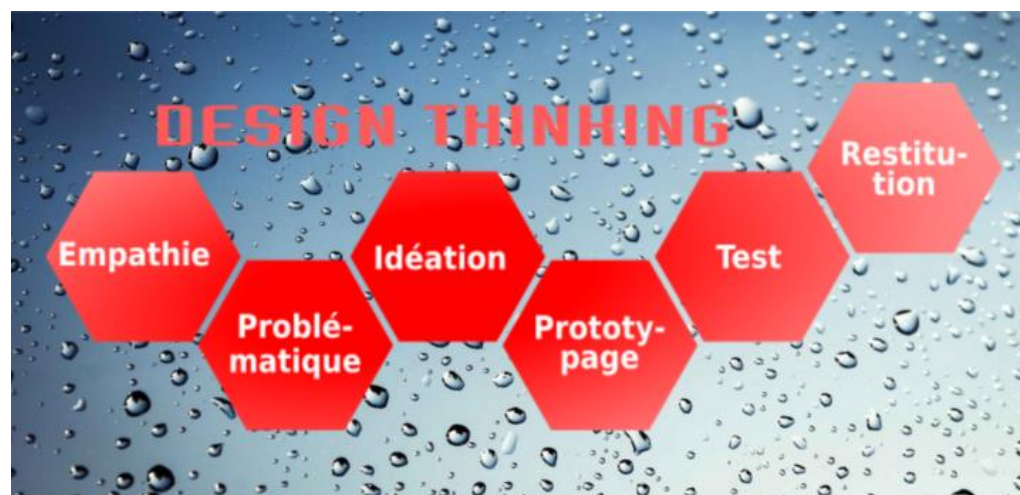 DESIGN THINKING
Empathie
Problé-
matique
Idéation
Prototy-
page
Test
Restitu-
tion